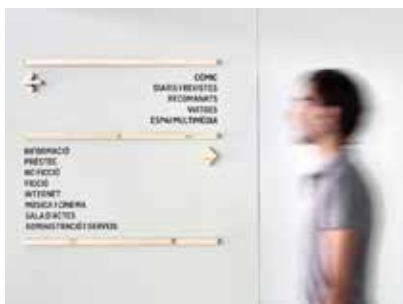 CÒMIC
DIARIS I REVISTES
RECOMANATS
VIATGES
ESPAI MULTIMÈDIA
INFORMACIÓ
PRÉSTEC
NO FICCIÓ
FICCIÓ
INTERNET
MÚSICA I CINEMA
SALA D'ACTES
ADMINISTRACIÓ I SERVEIS